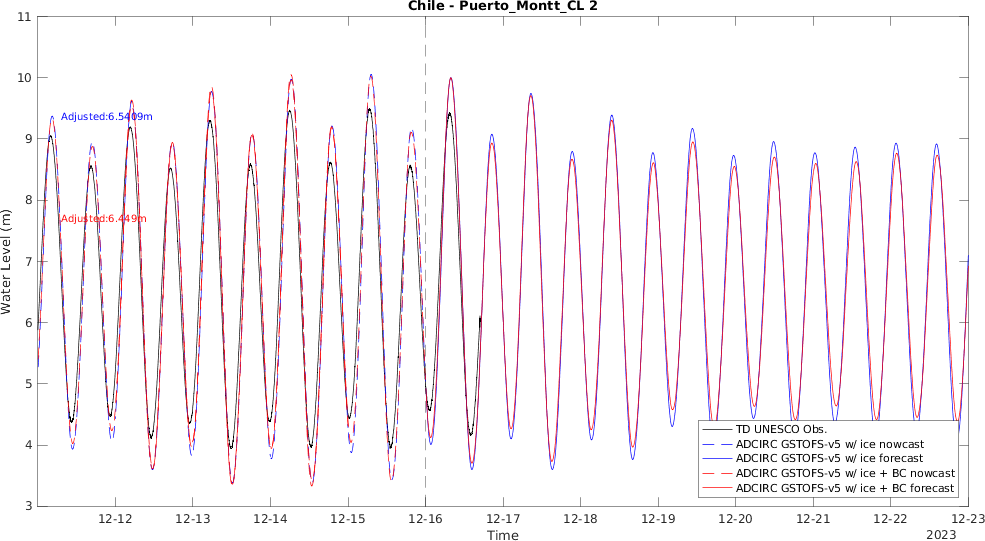 Chile - Puerto_Montt_CL 2
11
10
9
8
7
6
5
4
3
Water Level (m)
Adjusted:6.5409m
Adjusted:6.449m
TD UNESCO Obs.
ADCIRC GSTOFS-v5 w/ ice nowcast
ADCIRC GSTOFS-v5 w/ ice forecast
ADCIRC GSTOFS-v5 w/ ice + BC nowcast
ADCIRC GSTOFS-v5 w/ ice + BC forecast
12-12 12-13 12-14 12-15 12-16 12-17 12-18 12-19 12-20 12-21 12-22 12-23
Time
2023